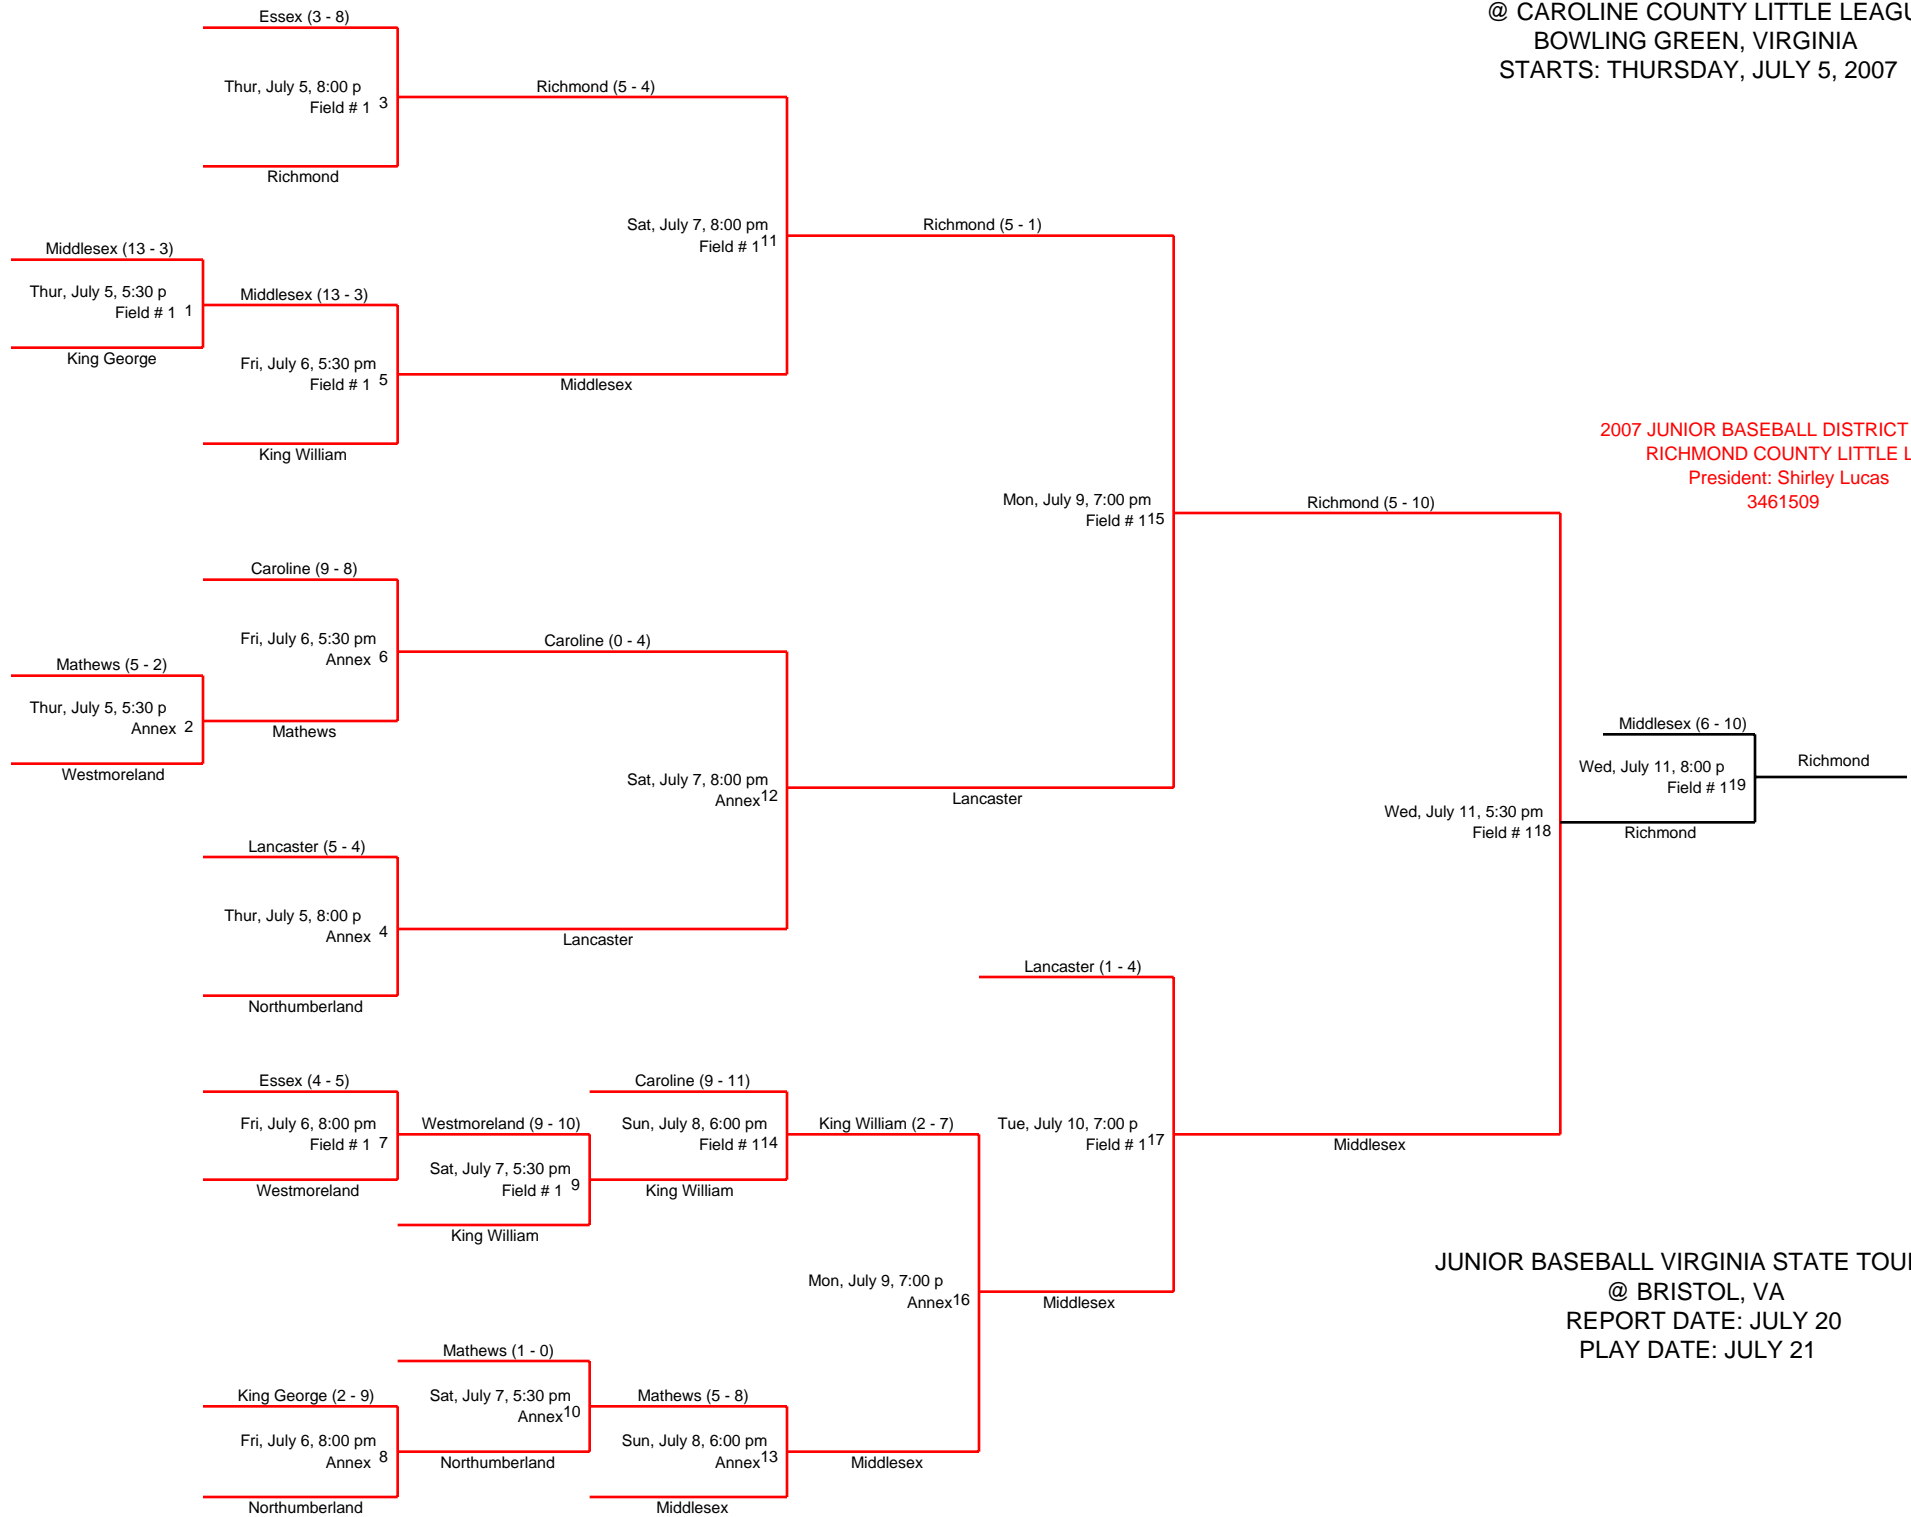 @ CAROLINE COUNTY LITTLE LEAGU
BOWLING GREEN, VIRGINIA
STARTS: THURSDAY, JULY 5, 2007
Essex (3 - 8)
Thur, July 5, 8:00 p
Field # 1 3
Richmond
Richmond (5 - 4)
Middlesex (13 - 3)
Thur, July 5, 5:30 p
Field # 1 1
King George
Middlesex (13 - 3)
Fri, July 6, 5:30 pm
Field # 1 5
King William
Sat, July 7, 8:00 pm
Field # 1 11
Middlesex
Richmond (5 - 1)
2007 JUNIOR BASEBALL DISTRICT
RICHMOND COUNTY LITTLE L
President: Shirley Lucas
3461509
Mon, July 9, 7:00 pm
Field # 1 15
Richmond (5 - 10)
Caroline (9 - 8)
Fri, July 6, 5:30 pm
Annex 6
Mathews (5 - 2)
Thur, July 5, 5:30 p
Annex 2
Westmoreland
Mathews
Caroline (0 - 4)
Sat, July 7, 8:00 pm
Annex 12
Lancaster
Lancaster (5 - 4)
Thur, July 5, 8:00 p
Annex 4
Northumberland
Lancaster
Middlesex (6 - 10)
Wed, July 11, 8:00 p
Field # 1 19
Richmond
Richmond
Wed, July 11, 5:30 pm
Field # 1 18
Lancaster (1 - 4)
Tue, July 10, 7:00 p
Field # 1 17
Middlesex
Essex (4 - 5)
Fri, July 6, 8:00 pm
Field # 1 7
Westmoreland
Westmoreland (9 - 10)
Sat, July 7, 5:30 pm
Field # 1 9
King William
Caroline (9 - 11)
Sun, July 8, 6:00 pm
Field # 1 14
King William
King William (2 - 7)
Mon, July 9, 7:00 p
Annex 16
Middlesex
JUNIOR BASEBALL VIRGINIA STATE TOU
@ BRISTOL, VA
REPORT DATE: JULY 20
PLAY DATE: JULY 21
Mathews (1 - 0)
Sat, July 7, 5:30 pm
Annex 10
King George (2 - 9)
Fri, July 6, 8:00 pm
Annex 8
Northumberland
Northumberland
Mathews (5 - 8)
Sun, July 8, 6:00 pm
Annex 13
Middlesex
Middlesex